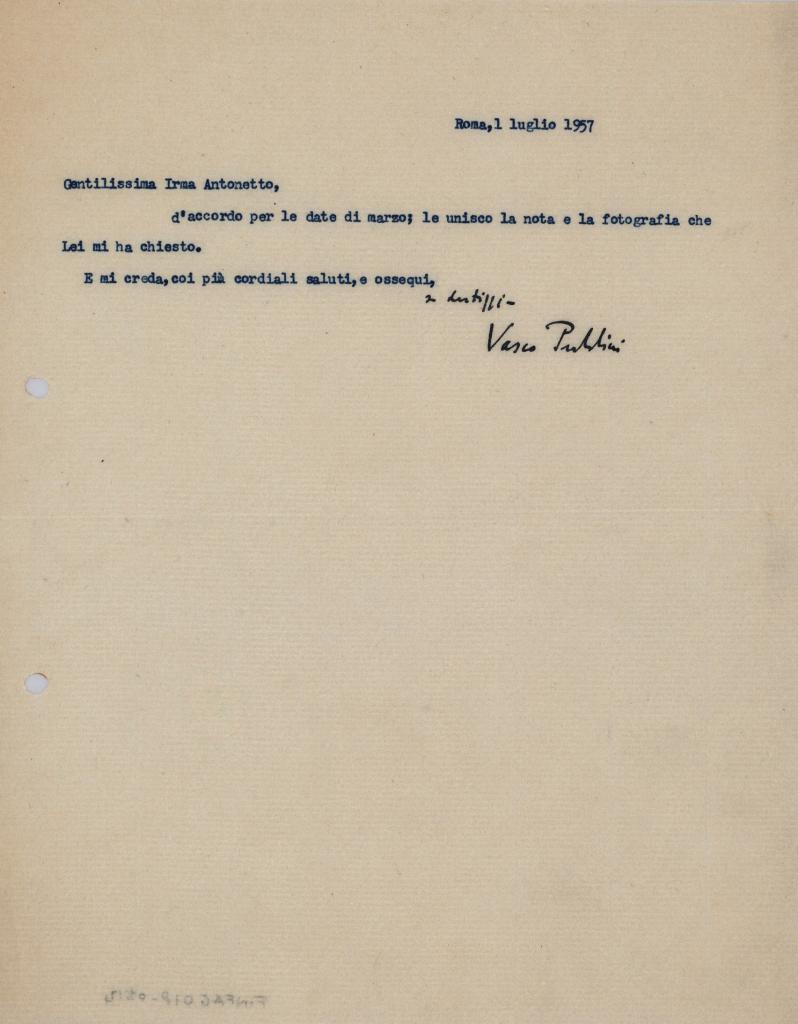 Roma,1 luglio 1957
Gentilissima Irma Antonetto,
d'accordo per le date di marzo; le unisco la nota e la fotografia che
Lei mi ha chiesto.
E mi creda,coi più cordiali saluti,e ossequi,
Vasco Pratolini